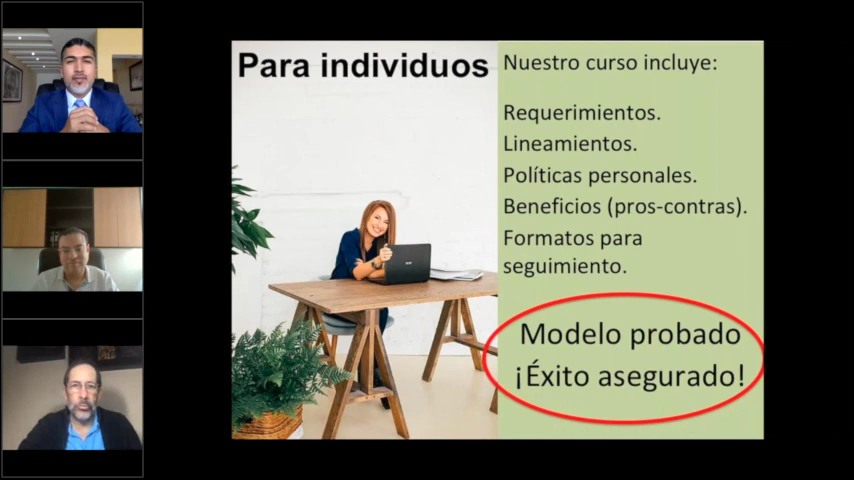 Para individuos
Nuestro curso incluye:
Requerimientos.
Lineamientos.
Políticas personales.
Beneficios (pros-contras).
Formatos para
seguimiento.
Modelo probado
¡Éxito asegurado!